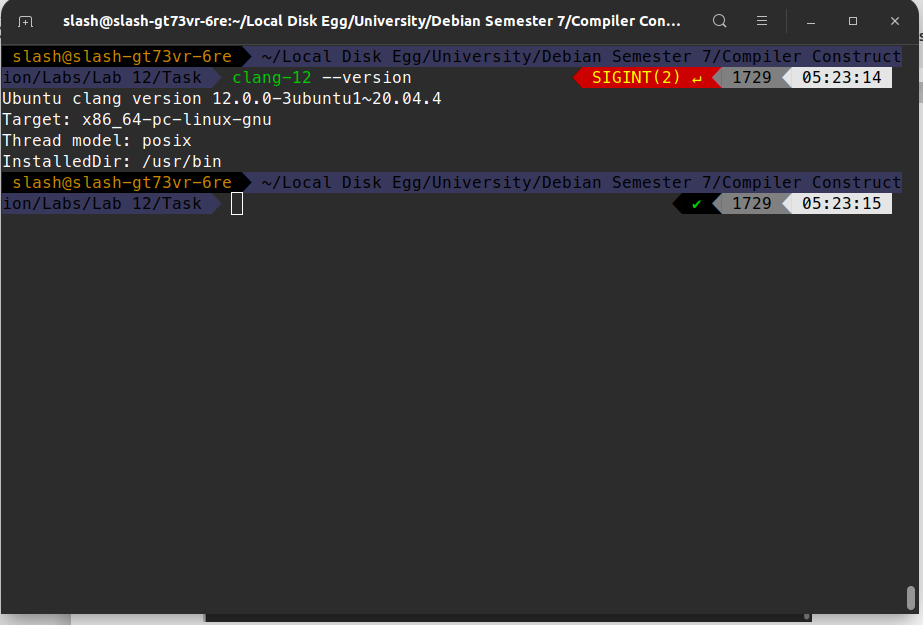 slash@slash-gt73vr-6re:~/Local Disk Egg/University/Debian Semester 7/Compiler Con...
slash@slash-gt73vr-6re ~/Local Disk Egg/University/Debian Semester 7/Compiler Construct
ion/Labs/Lab 12/Task clang-12 --version SIGINT(2) ↵ 1729 05:23:14
Ubuntu clang version 12.0.0-3ubuntu1~20.04.4
Target: x86_64-pc-linux-gnu
Thread model: posix
InstalledDir: /usr/bin
slash@slash-gt73vr-6re ~/Local Disk Egg/University/Debian Semester 7/Compiler Construct
ion/Labs/Lab 12/Task ✔ 1729 05:23:15